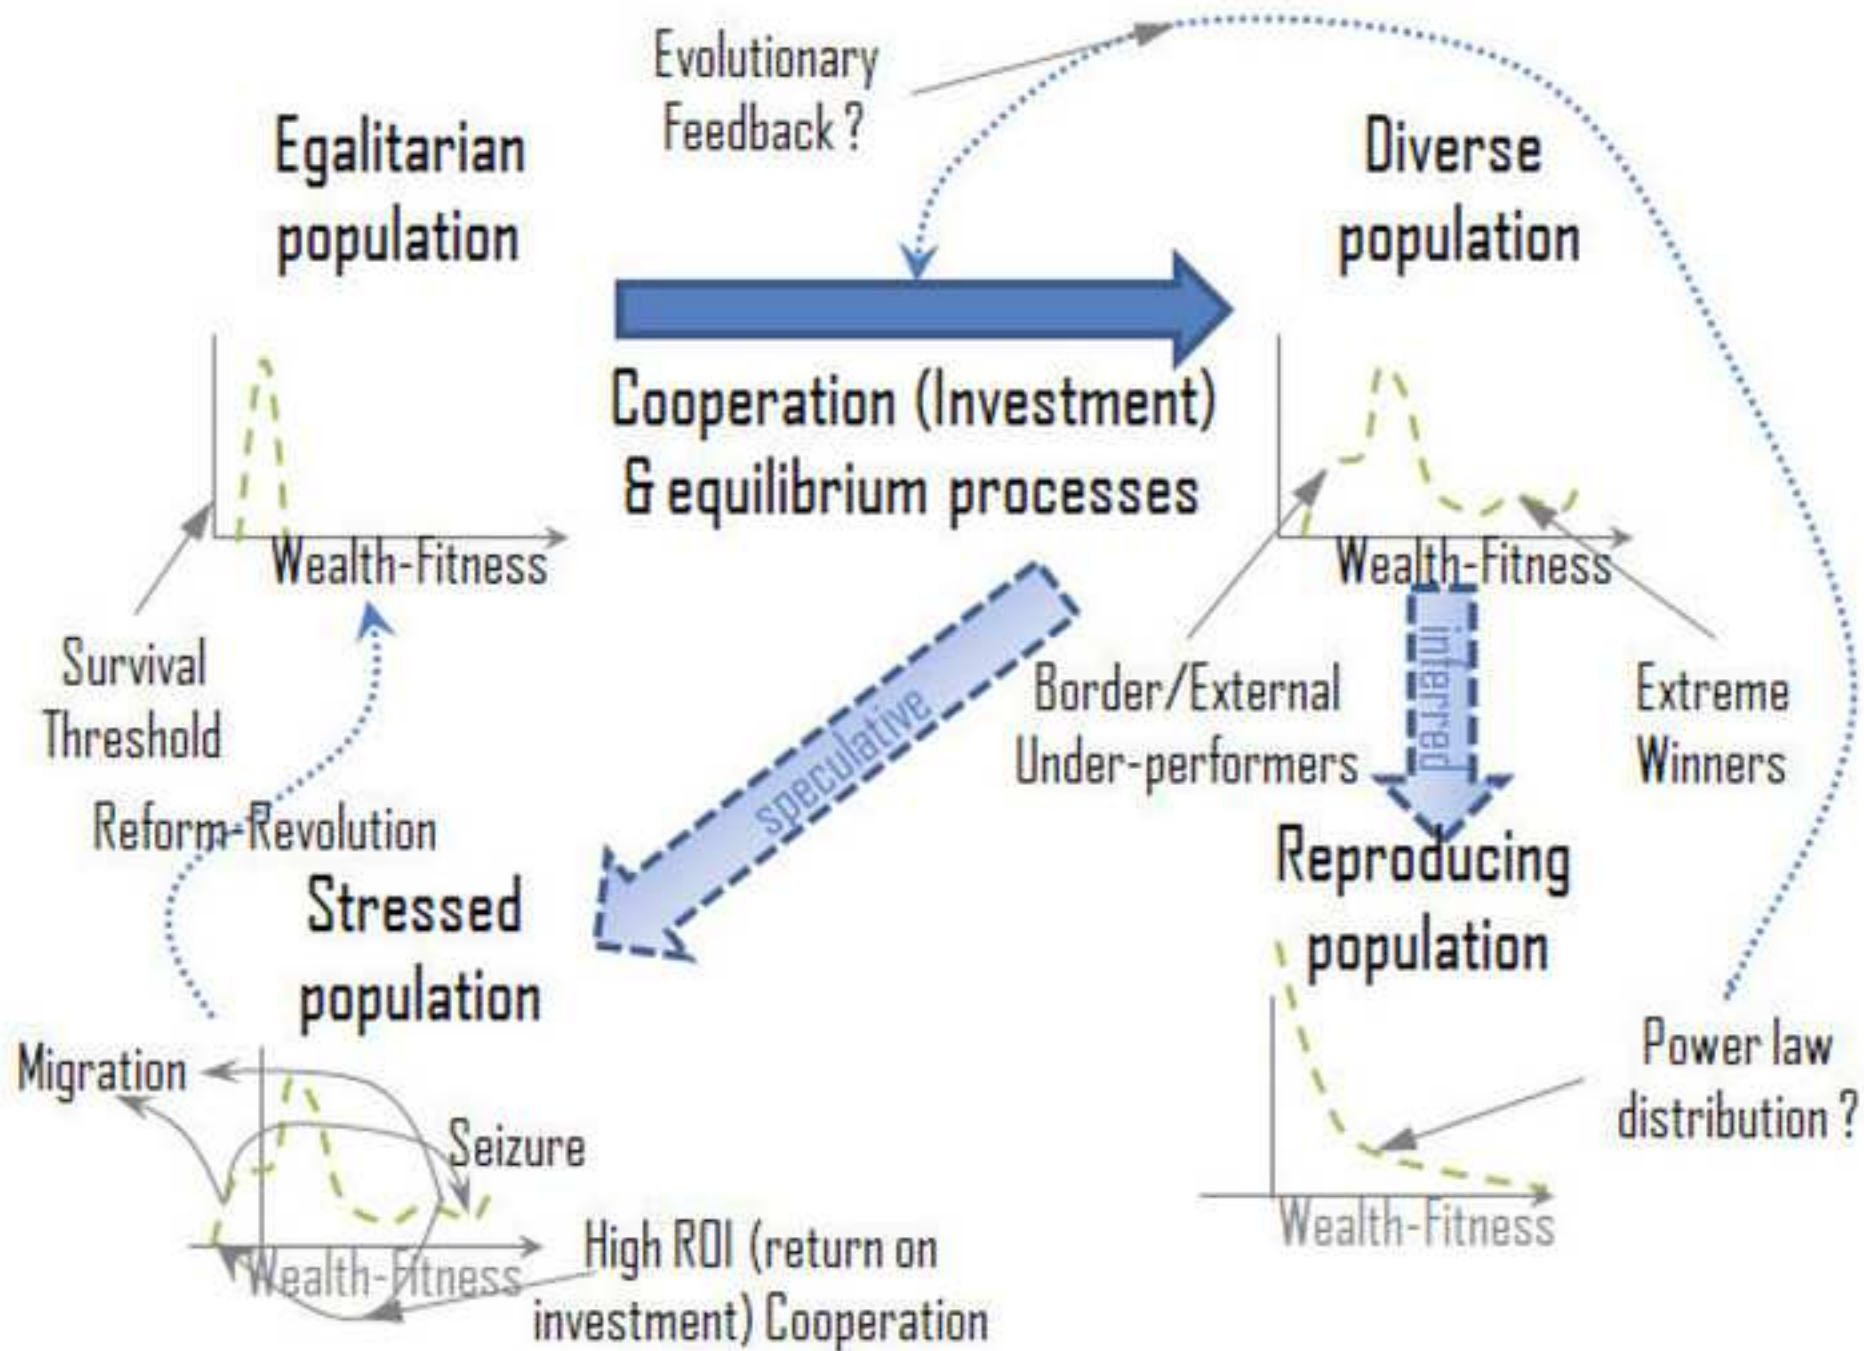 Evolutionary
Feedback ?
Egalitarian
population
Diverse
population
Cooperation (Investment)
& equilibrium processes
Wealth-Fitness
Wealth-Fitness
Survival
Threshold
speculative
Border/External
Under-performers
inferred
Extreme
Winners
Reform-Revolution
Stressed
population
Reproducing
population
Migration
Seizure
Power law
distribution ?
Wealth-Fitness
Wealth-Fitness
High ROI (return on
investment) Cooperation